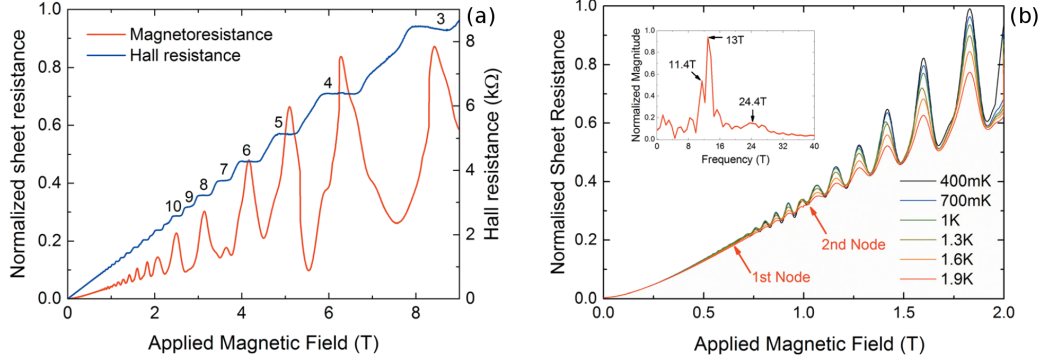 (a)
Normalized sheet resistance
1.0
0.8
0.6
0.4
0.2
0.0
Magnetoresistance
Hall resistance
10
9
8
7
6
5
4
3
8
6
4
2
0
Hall resistance (kΩ)
0
2
4
6
8
Applied Magnetic Field (T)
(b)
Normalised Sheet Resistance
1.0
0.8
0.6
0.4
0.2
0.0
Normalized Magnitude
1.0
0.8
0.6
0.4
0.2
0.0
13T
11.4T
24.4T
0
8
16
24
32
40
Frequency (T)
400mK
700mK
1K
1.3K
1.6K
1.9K
2nd Node
1st Node
0.0
0.5
1.0
1.5
2.0
Applied Magnetic Field (T)